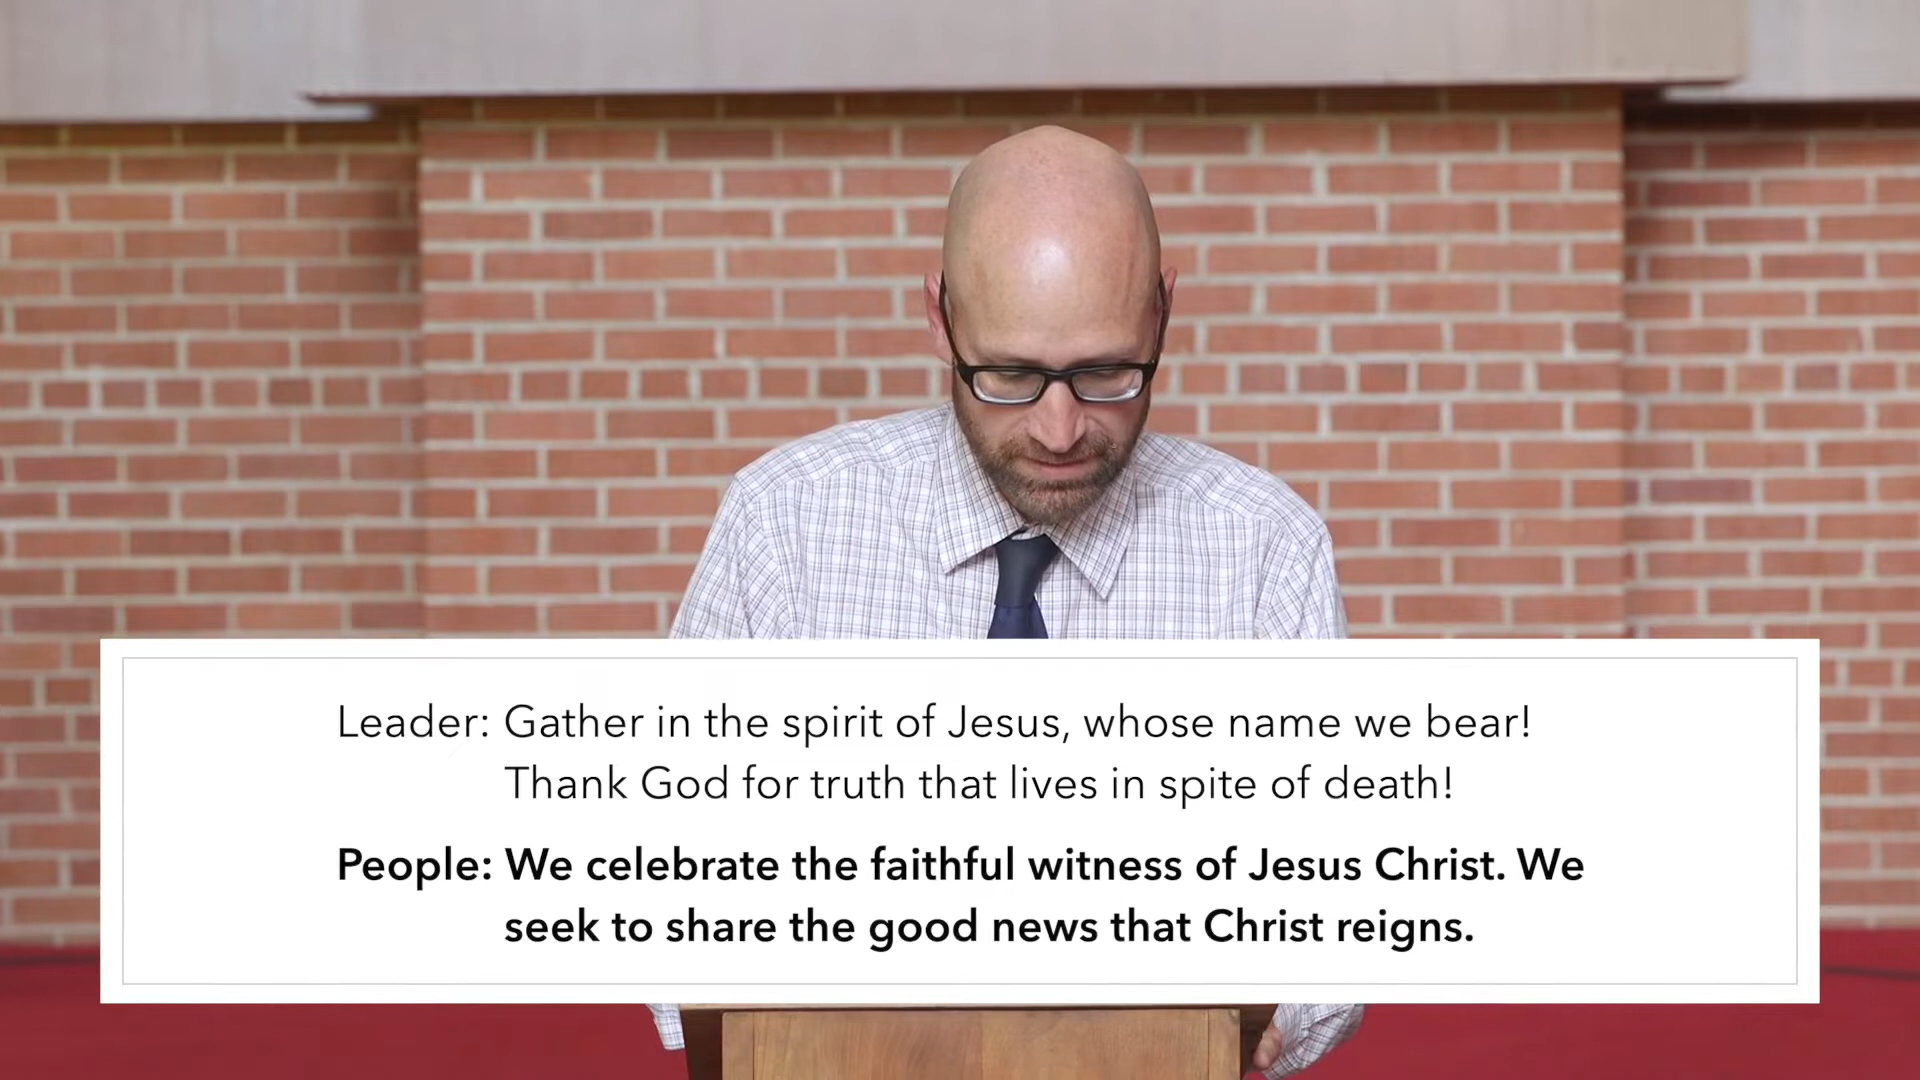 Leader: Gather in the spirit of Jesus, whose name we bear!
Thank God for truth that lives in spite of death!
People: We celebrate the faithful witness of Jesus Christ. We
seek to share the good news that Christ reigns.